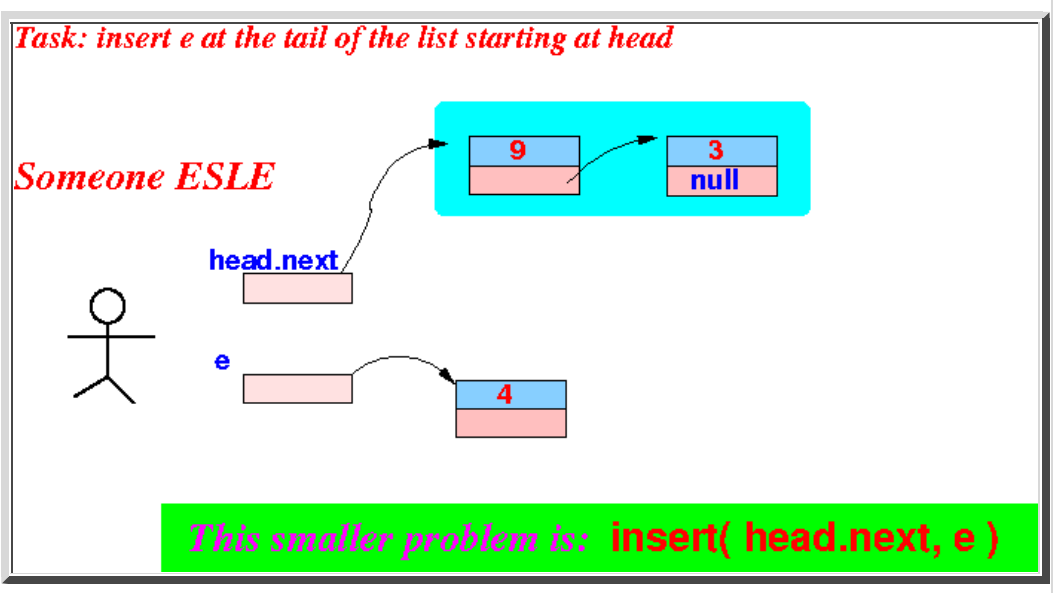 Task: insert e at the tail of the list starting at head
9
3
Someone ESLE
null
head.next
e
4
This smaller problem is: insert( head.next, e )